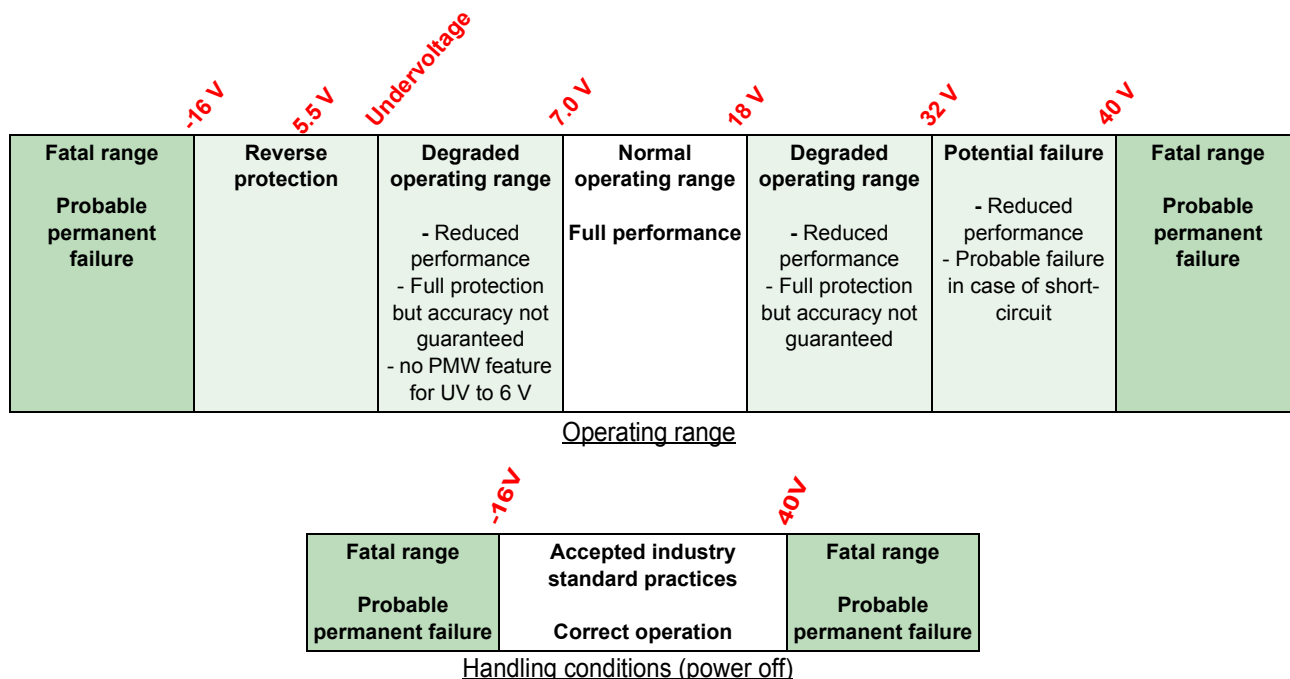 -16 V
5.5 V
Undervoltage
7.0 V
18 V
32 V
40 V
Fatal range
Probable
permanent
failure
Reverse
protection
Degraded
operating range
- Reduced
performance
- Full protection
but accuracy not
guaranteed
- no PMW feature
for UV to 6 V
Normal
operating range
Full performance
Degraded
operating range
- Reduced
performance
- Full protection
but accuracy not
guaranteed
Potential failure
- Reduced
performance
- Probable failure
in case of short-
circuit
Fatal range
Probable
permanent
failure
Operating range
-16V
40V
Fatal range
Probable
permanent failure
Accepted industry
standard practices
Correct operation
Fatal range
Probable
permanent failure
Handling conditions (power off)